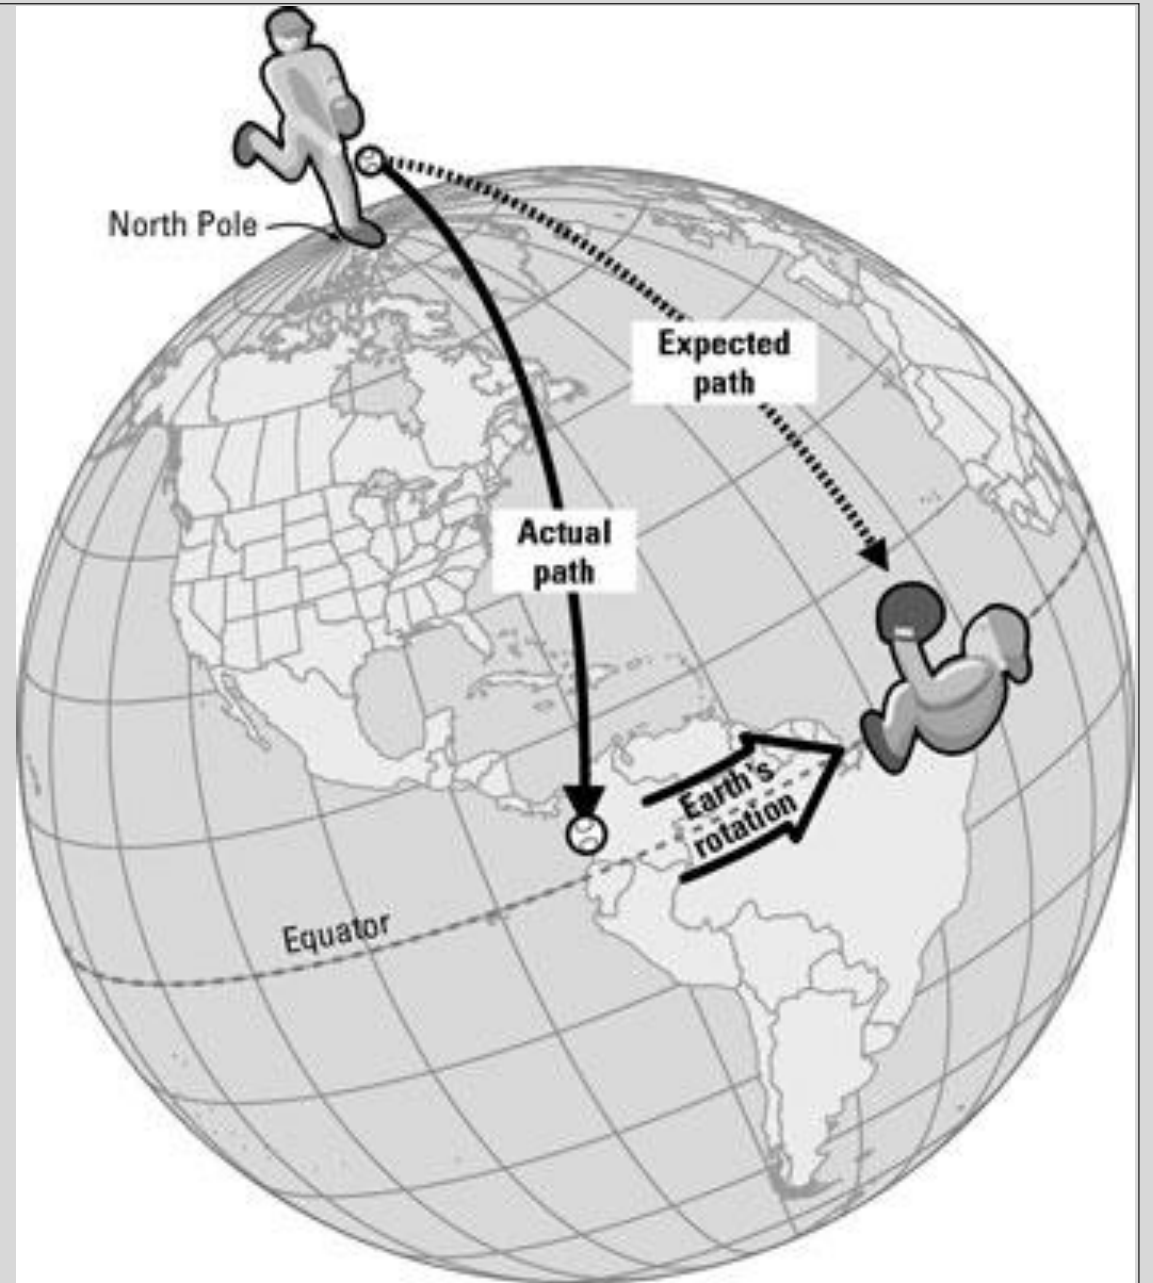 North Pole
Expected
path
Actual
path
Earth's
rotation
Equator